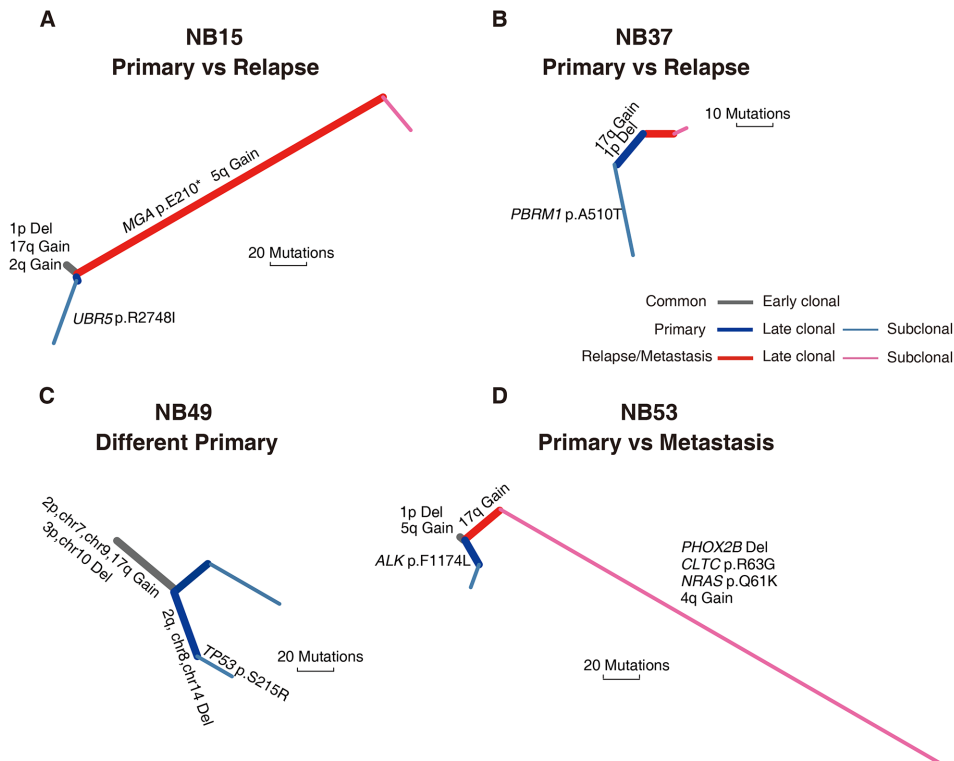 A
NB15
Primary vs Relapse
MGA p.E210* 5q Gain
1p Del
17q Gain
2q Gain
20 Mutations
UBR5 p.R2748I
B
NB37
Primary vs Relapse
17q Gain
1p Del
10 Mutations
PBRM1 p.A510T
Common Early clonal
Primary Late clonal Subclonal
Relapse/Metastasis Late clonal Subclonal
C
NB49
Different Primary
2p,chr7,chr9,17q Gain
3p,chr10 Del
2q, chr8,chr14 Del
TP53 p.S215R
20 Mutations
D
NB53
Primary vs Metastasis
1p Del
5q Gain
17q Gain
ALK p.F1174L
PHOX2B Del
CLTC p.R63G
NRAS p.Q61K
4q Gain
20 Mutations